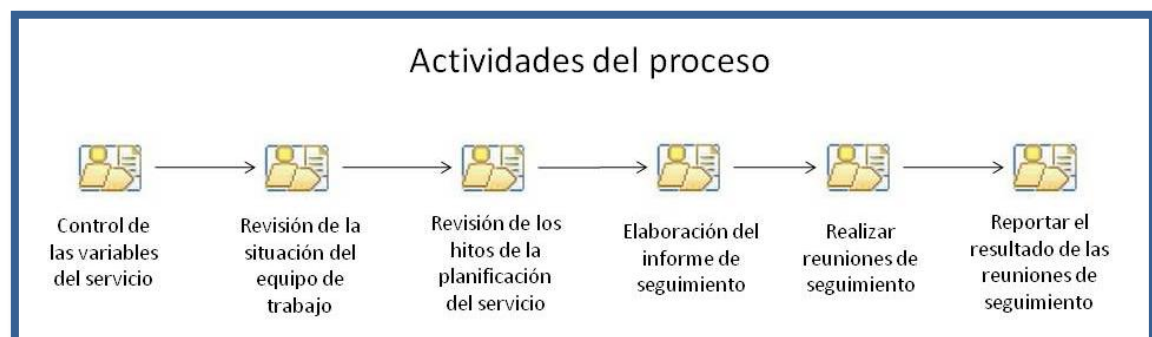 Actividades del proceso
Control de
las variables
del servicio
Revisión de la
situación del
equipo de
trabajo
Revisión de los
hitos de la
planificación
del servicio
Elaboración del
informe de
seguimiento
Realizar
reuniones de
seguimiento
Reportar el
resultado de las
reuniones de
seguimiento